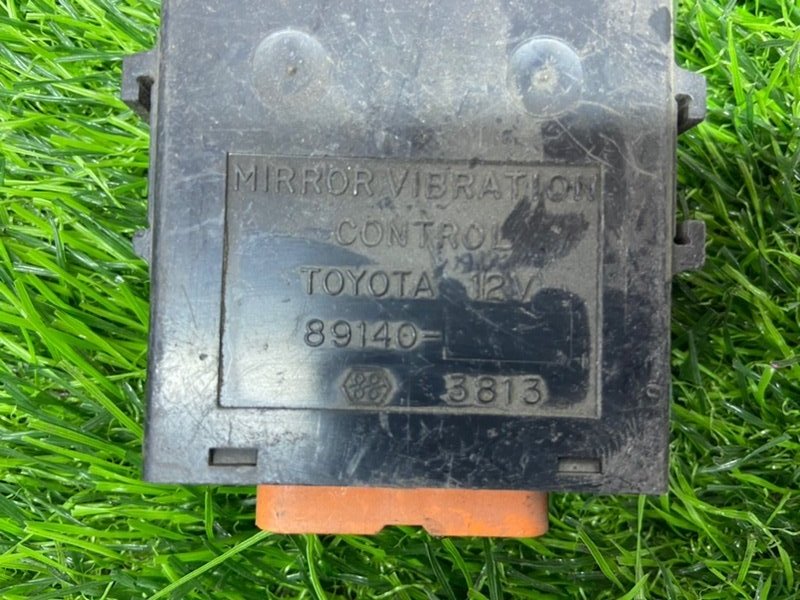 MIRROR VIBRATION
CONTROL
TOYOTA 12V
89140-
3813